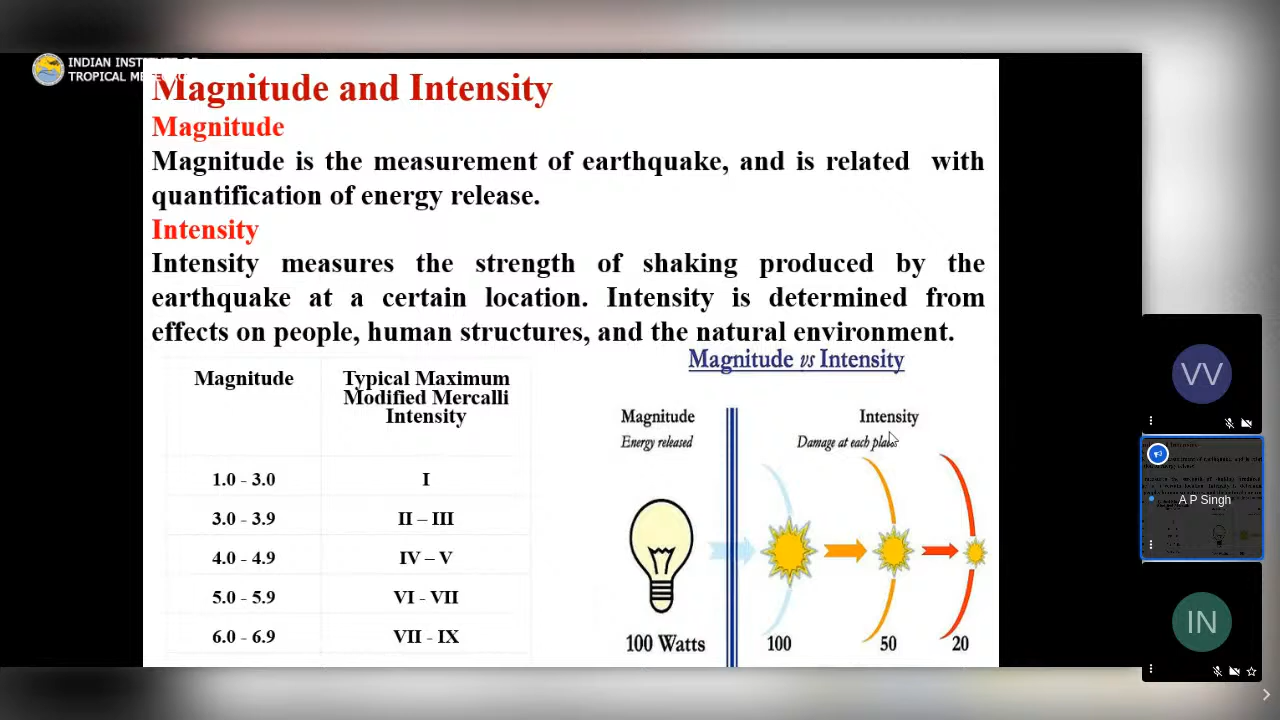 INDIAN INSTITUTE OF
TROPICAL
Magnitude and Intensity
Magnitude
Magnitude is the measurement of earthquake, and is related with
quantification of energy release.
Intensity
Intensity measures the strength of shaking produced by the
earthquake at a certain location. Intensity is determined from
effects on people, human structures, and the natural environment.
Magnitude vs Intensity
Magnitude
Typical Maximum
Modified Mercalli
Intensity
1.0 - 3.0 I
3.0 - 3.9 II – III
4.0 - 4.9 IV – V
5.0 - 5.9 VI - VII
6.0 - 6.9 VII - IX
Magnitude
Energy released
Intensity
Damage at each place
100 Watts
100
50
20
VV
A P Singh
IN